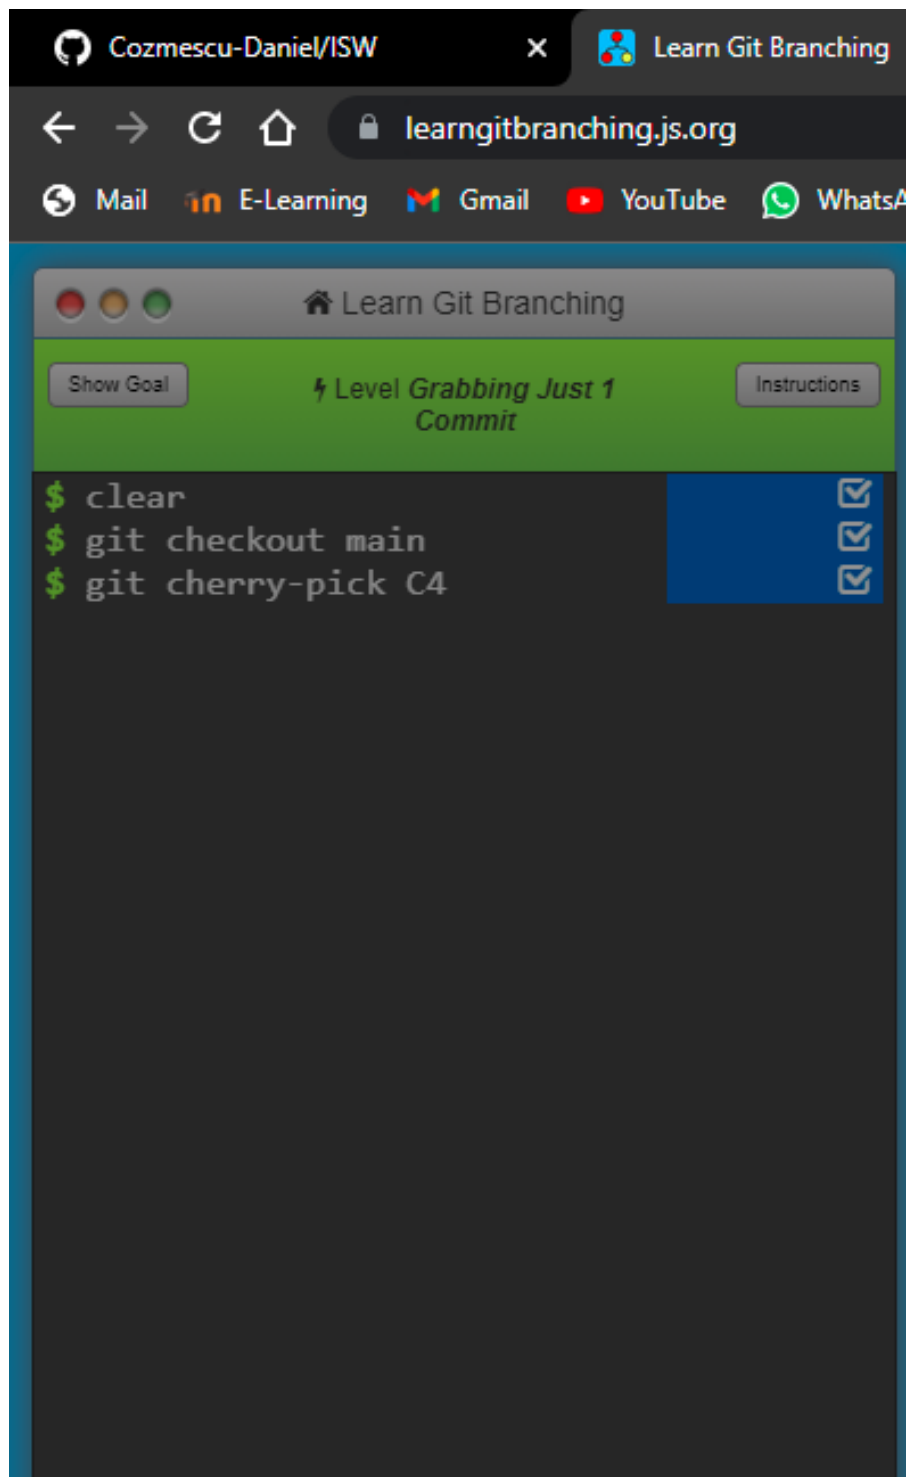 Cozmescu-Daniel/ISW Learn Git Branching
learngitbranching.js.org
Mail E-Learning Gmail YouTube WhatsA
Learn Git Branching
Show Goal Level Grabbing Just 1 Instructions
Commit
$ clear
$ git checkout main
$ git cherry-pick C4